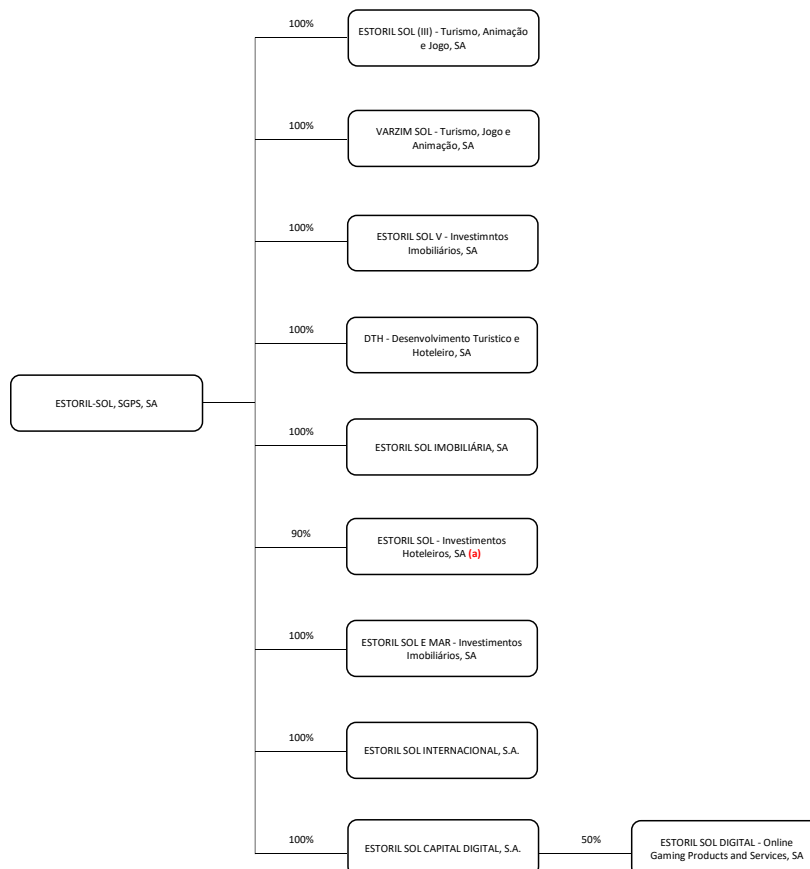 100%
ESTORIL SOL (III) - Turismo, Animação
e Jogo, SA
100%
VARZIM SOL - Turismo, Jogo e
Animação, SA
100%
ESTORIL SOL V - Investimntos
Imobiliários, SA
100%
DTH - Desenvolvimento Turistico e
Hoteleiro, SA
ESTORIL-SOL, SGPS, SA
100%
ESTORIL SOL IMOBILIÁRIA, SA
90%
ESTORIL SOL - Investimentos
Hoteleiros, SA (a)
100%
ESTORIL SOL E MAR - Investimentos
Imobiliários, SA
100%
ESTORIL SOL INTERNACIONAL, S.A.
100%
ESTORIL SOL CAPITAL DIGITAL, S.A.
50%
ESTORIL SOL DIGITAL - Online
Gaming Products and Services, SA